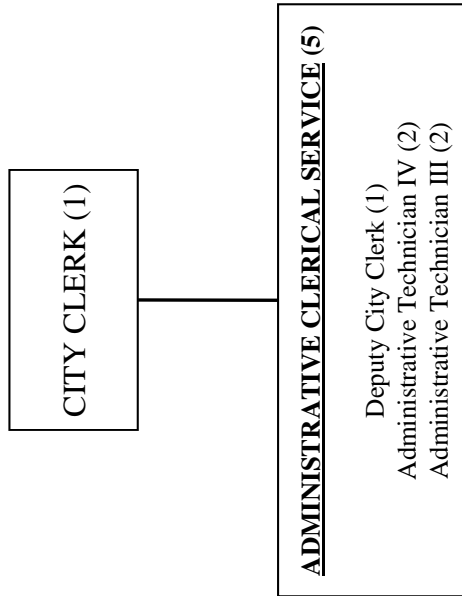 CITY CLERK (1)
ADMINISTRATIVE CLERICAL SERVICE (5)
Deputy City Clerk (1)
Administrative Technician IV (2)
Administrative Technician III (2)